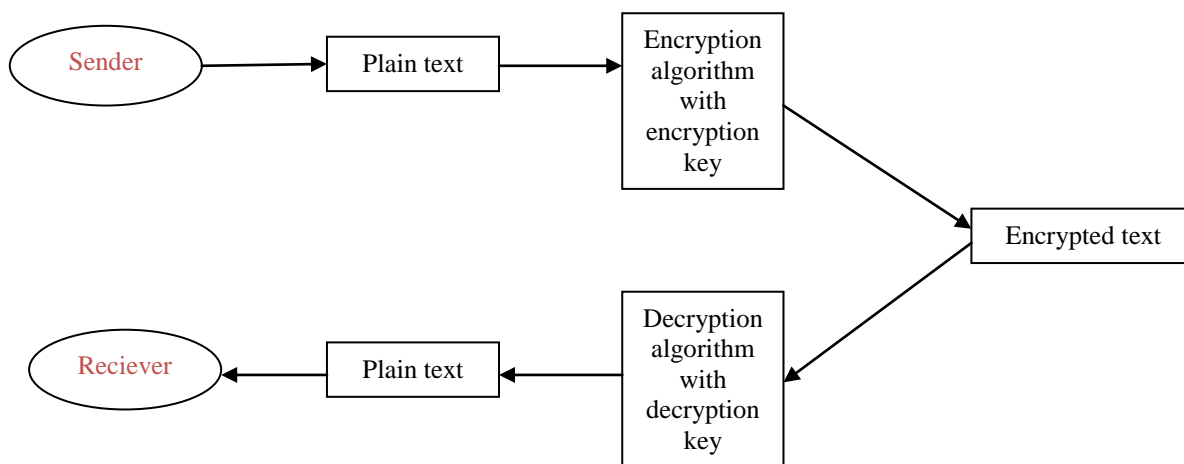 Sender
Plain text
Encryption
algorithm
with
encryption
key
Encrypted text
Reciever
Plain text
Decryption
algorithm
with
decryption
key